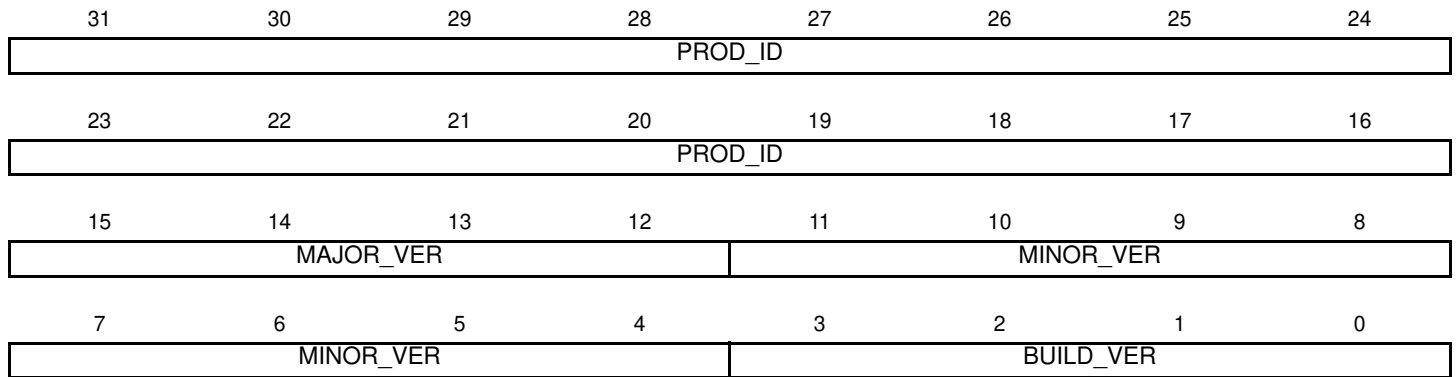 31 30 29 28 27 26 25 24
PROD_ID
23 22 21 20 19 18 17 16
PROD_ID
15 14 13 12 11 10 9 8
MAJOR_VER MINOR_VER
7 6 5 4 3 2 1 0
MINOR_VER BUILD_VER